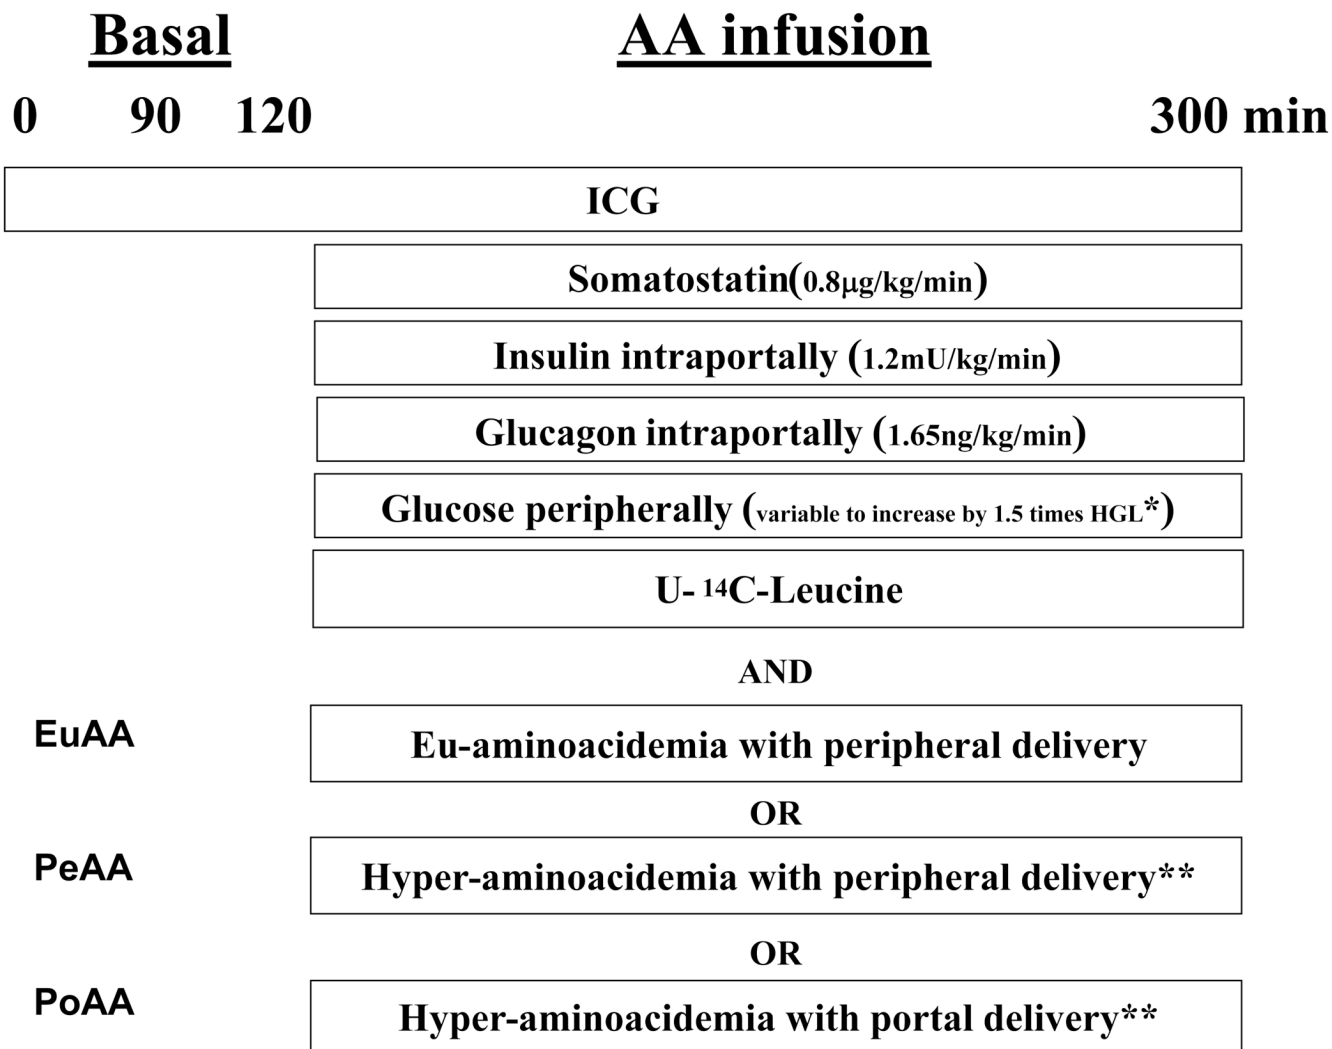 Basal AA infusion
0 90 120 300 min
ICG
Somatostatin(0.8µg/kg/min)
Insulin intraportally (1.2mU/kg/min)
Glucagon intraportally (1.65ng/kg/min)
Glucose peripherally (variable to increase by 1.5 times HGL*)
U- ¹⁴C-Leucine
AND
EuAA Eu-aminoacidemia with peripheral delivery
OR
PeAA Hyper-aminoacidemia with peripheral delivery**
OR
PoAA Hyper-aminoacidemia with portal delivery**